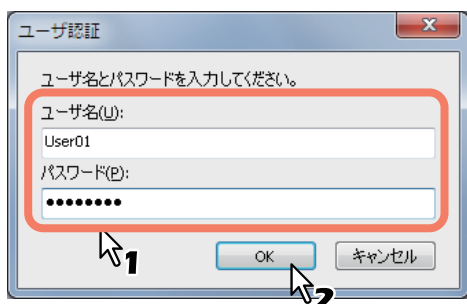 ユーザ認証
ユーザ名とパスワードを入力してください。
ユーザ名(U):
User01
パスワード(P):
●●●●●●●●
1
OK
キャンセル
2